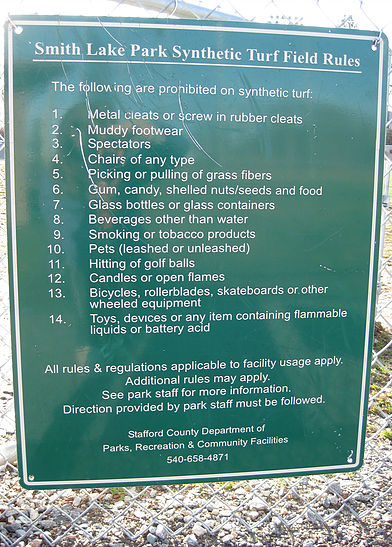 Smith Lake Park Synthetic Turf Field Rules
The following are prohibited on synthetic turf:
1. Metal cleats or screw in rubber cleats
2. Muddy footwear
3. Spectators
4. Chairs of any type
5. Picking or pulling of grass fibers
6. Gum, candy, shelled nuts/seeds and food
7. Glass bottles or glass containers
8. Beverages other than water
9. Smoking or tobacco products
10. Pets (leashed or unleashed)
11. Hitting of golf balls
12. Candles or open flames
13. Bicycles, rollerblades, skateboards or other
wheeled equipment
14. Toys, devices or any item containing flammable
liquids or battery acid
All rules & regulations applicable to facility usage apply.
Additional rules may apply.
See park staff for more information.
Direction provided by park staff must be followed.
Stafford County Department of
Parks, Recreation & Community Facilities
540-658-4871